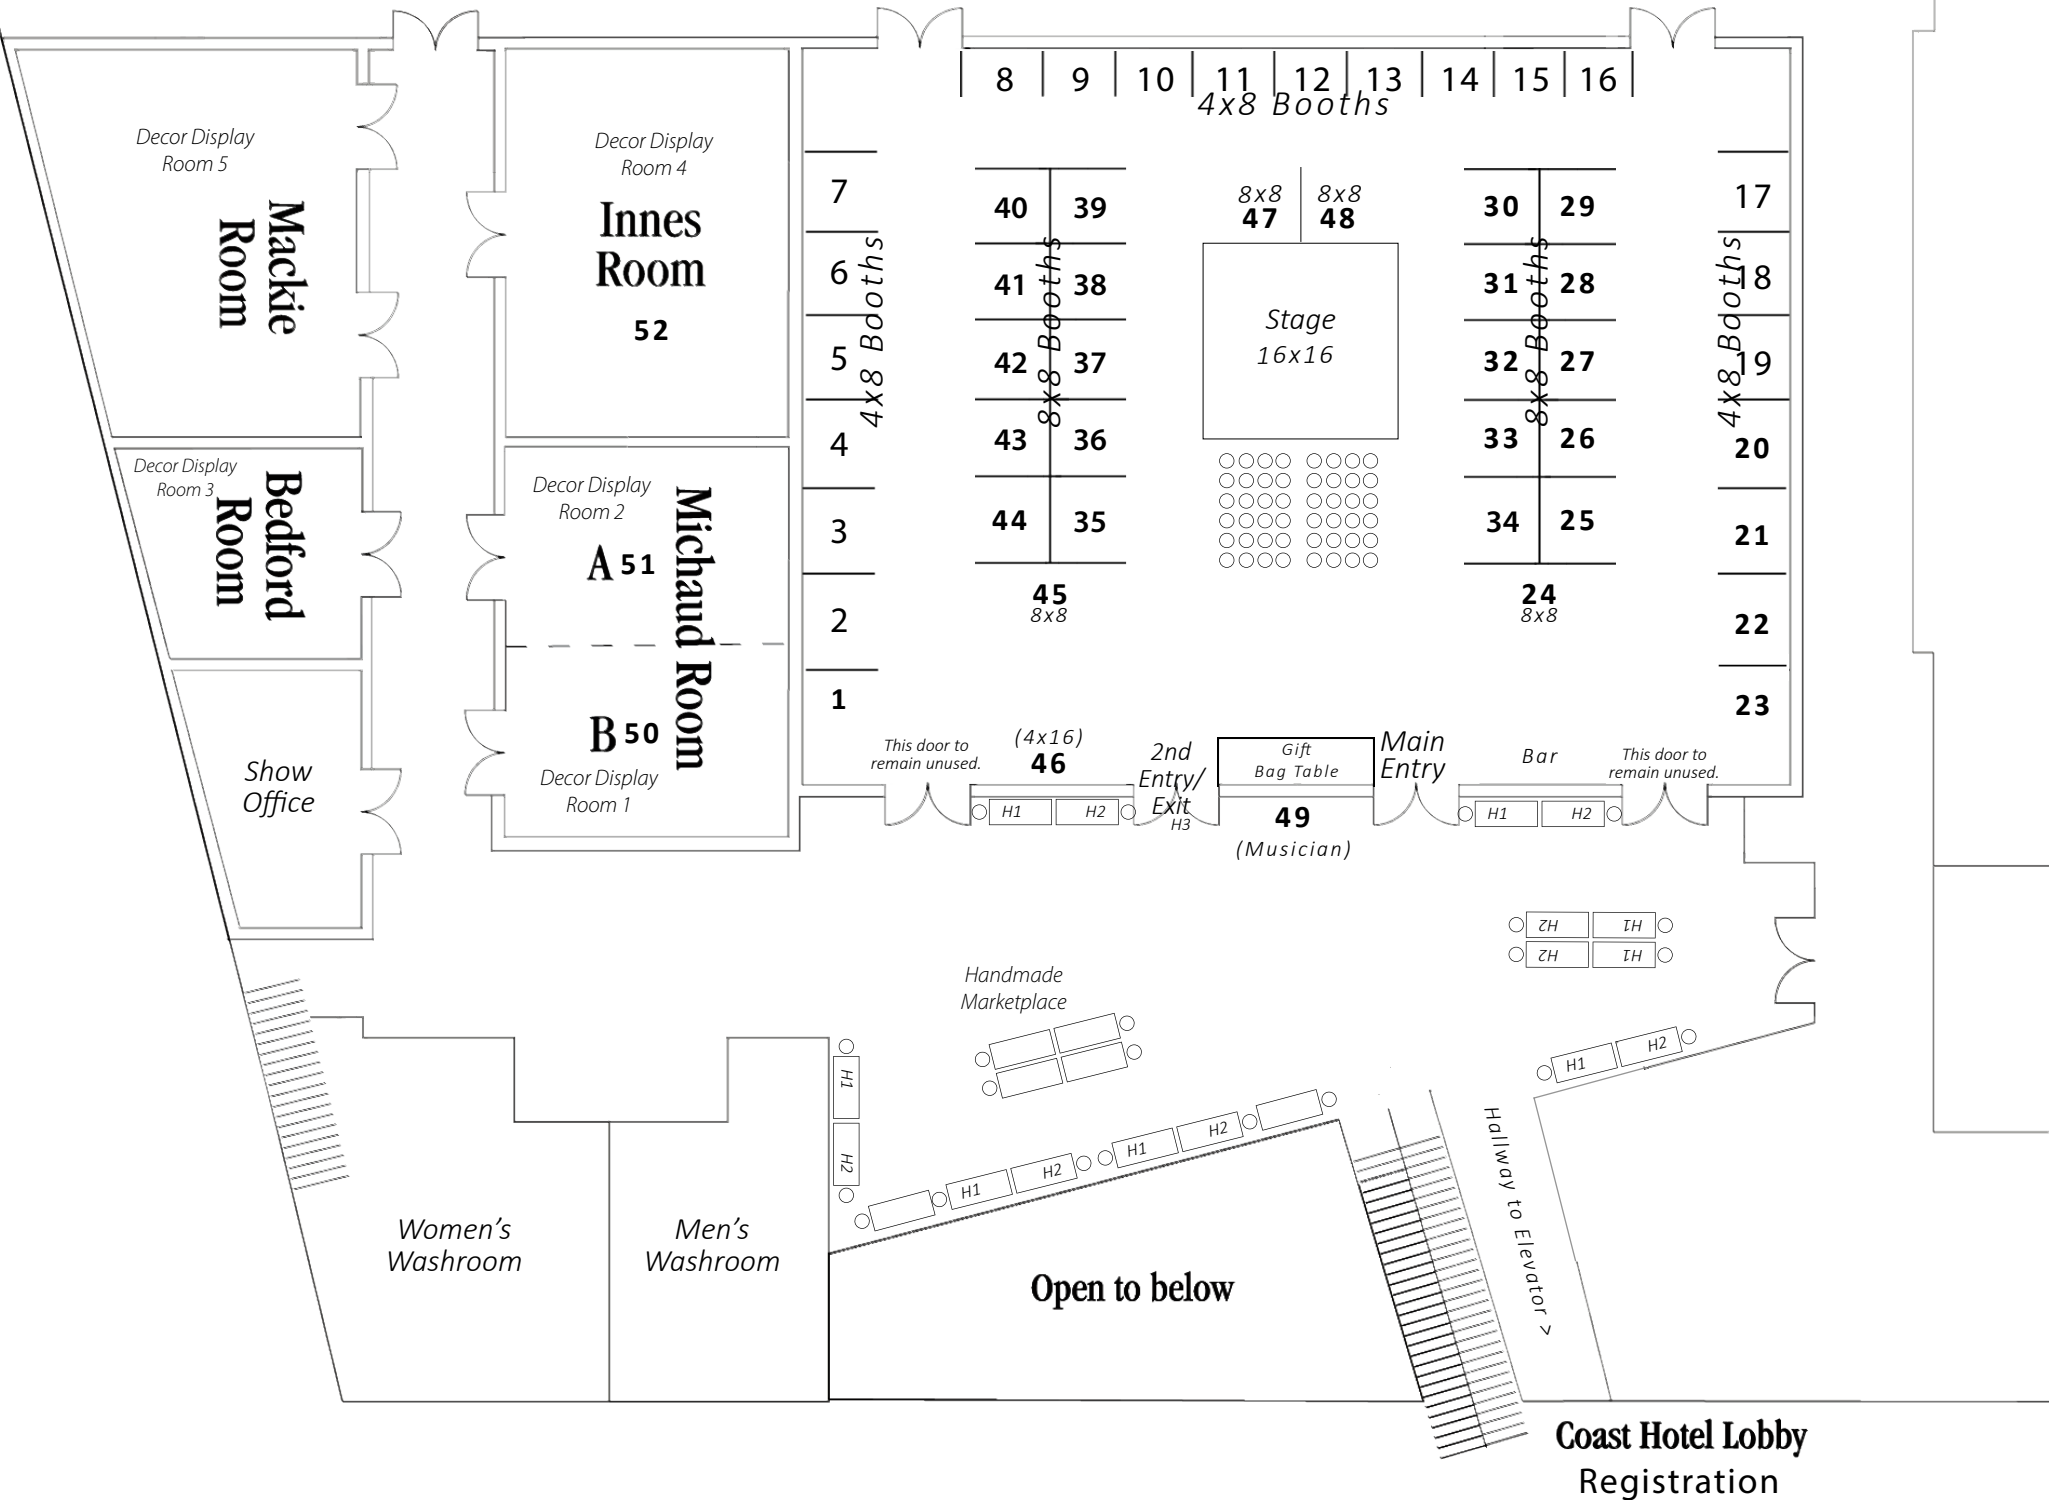 8 9 10 11 12 13 14 15 16
4x8 Booths
Decor Display
Room 5
Mackie
Room
Decor Display
Room 4
Innes
Room
52
Decor Display
Room 3
Bedford
Room
Decor Display
Room 2
A 51
Michaud Room
B 50
Decor Display
Room 1
Show
Office
7
6
5
4
3
2
1
4x8 Booths
40 39
41 38
42 37
43 36
44 35
8x8 Booths
45
8x8
8x8 8x8
47 48
Stage
16x16
30 29
31 28
32 27
33 26
34 25
8x8 Booths
24
8x8
17
18
19
20
21
22
23
4x8 Booths
This door to
remain unused.
(4x16)
46
2nd
Entry/
Exit
H3
Gift
Bag Table
Main
Entry
Bar
This door to
remain unused.
H1 H2
49
(Musician)
H1 H2
H2 H1
H2 H1
Handmade
Marketplace
H1
H2
H1 H2
H1 H2
H1 H2
Hallway to Elevator >
Women's
Washroom
Men's
Washroom
Open to below
Coast Hotel Lobby
Registration